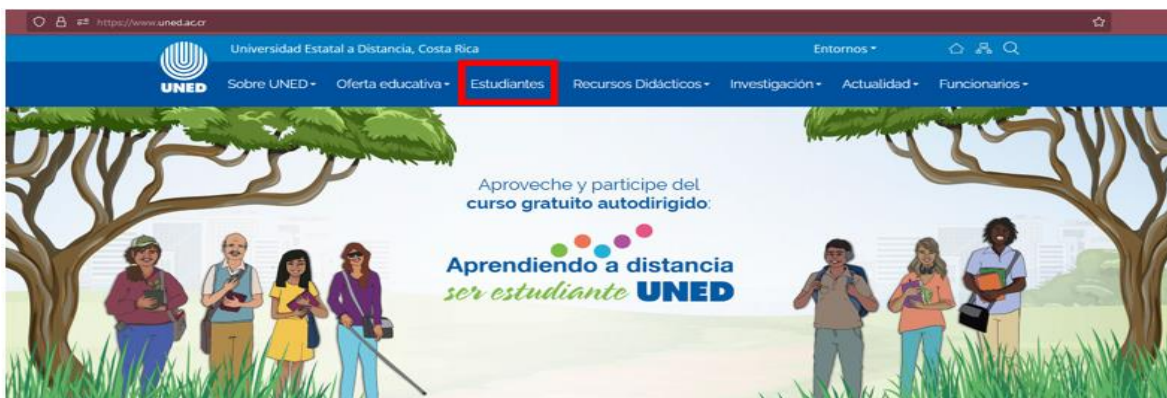 https://www.uned.ac.cr
Universidad Estatal a Distancia, Costa Rica
Entornos
UNED
Sobre UNED
Oferta educativa
Estudiantes
Recursos Didácticos
Investigación
Actualidad
Funcionarios
Aproveche y participe del
curso gratuito autodirigido:
Aprendiendo a distancia
ser estudiante UNED